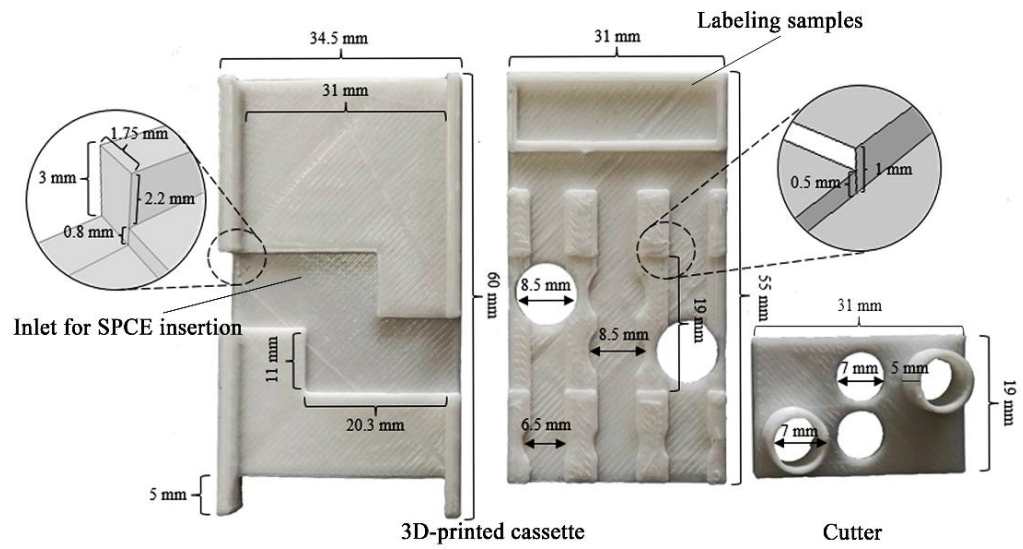 Labeling samples
34.5 mm
31 mm
31 mm
1.75 mm
3 mm
2.2 mm
0.8 mm
1 mm
0.5 mm
60 mm
55 mm
8.5 mm
19 mm
Inlet for SPCE insertion
31 mm
8.5 mm
11 mm
7 mm
5 mm
19 mm
20.3 mm
6.5 mm
7 mm
5 mm
3D-printed cassette
Cutter